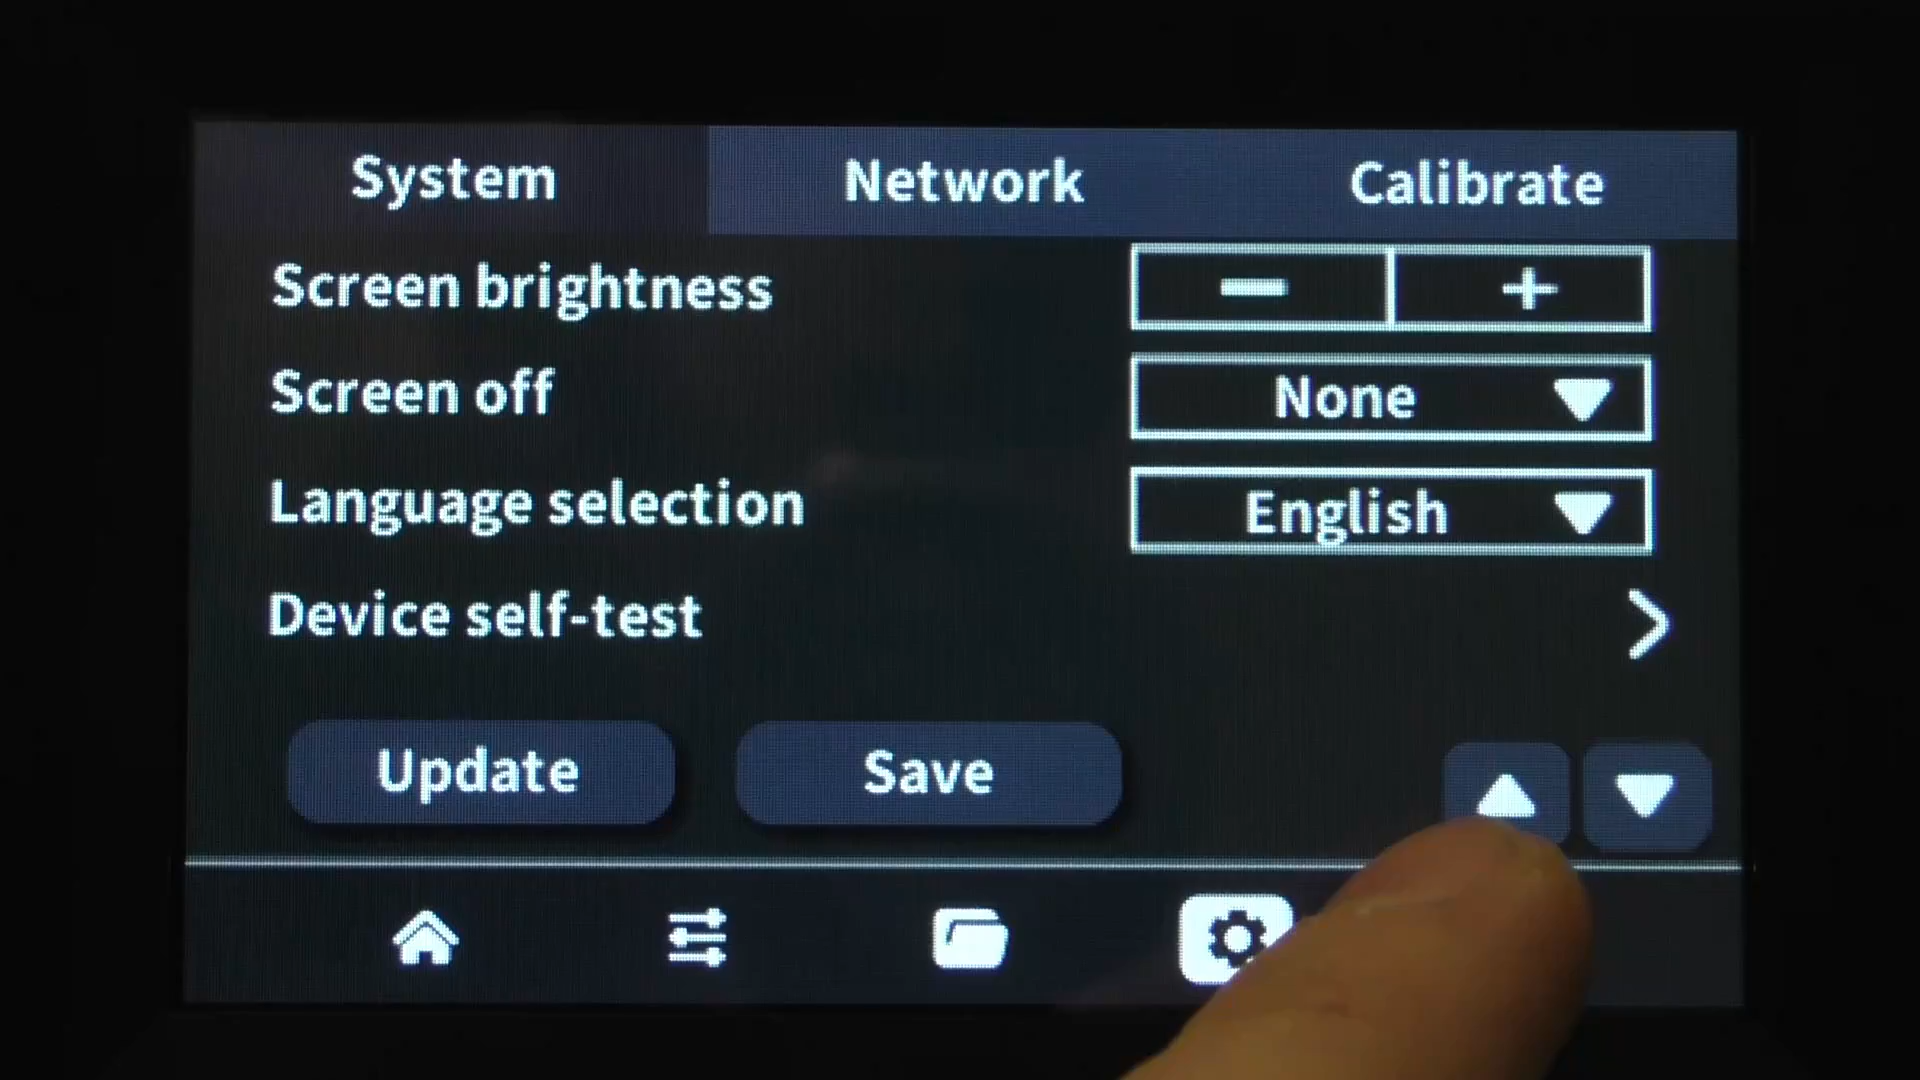 System Network Calibrate
Screen brightness - +
Screen off None
Language selection English
Device self-test
Update Save